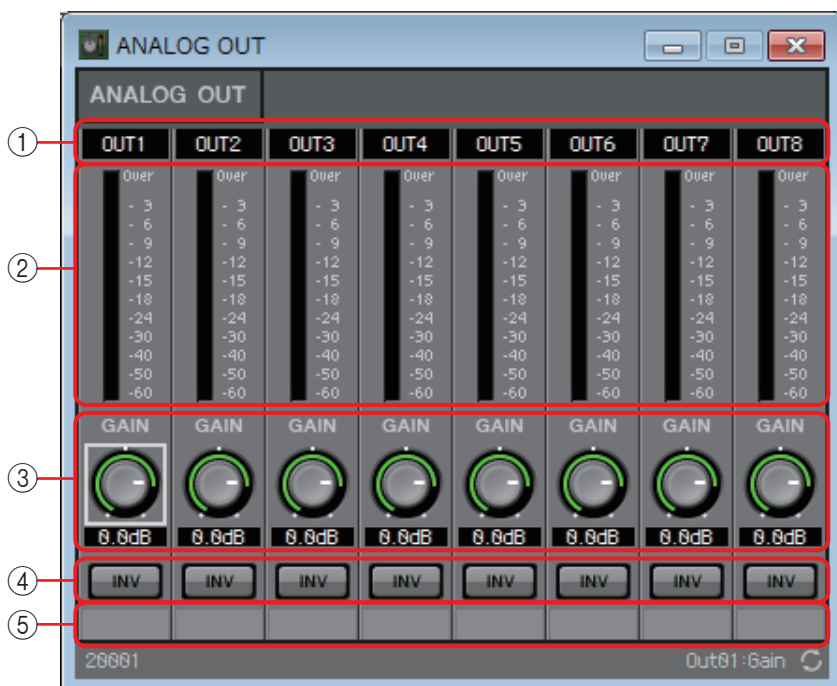 ANALOG OUT
ANALOG OUT
① OUT1 OUT2 OUT3 OUT4 OUT5 OUT6 OUT7 OUT8
Over Over Over Over Over Over Over Over
- 3 - 3 - 3 - 3 - 3 - 3 - 3 - 3
- 6 - 6 - 6 - 6 - 6 - 6 - 6 - 6
- 9 - 9 - 9 - 9 - 9 - 9 - 9 - 9
② -12 -12 -12 -12 -12 -12 -12 -12
-15 -15 -15 -15 -15 -15 -15 -15
-18 -18 -18 -18 -18 -18 -18 -18
-24 -24 -24 -24 -24 -24 -24 -24
-30 -30 -30 -30 -30 -30 -30 -30
-40 -40 -40 -40 -40 -40 -40 -40
-50 -50 -50 -50 -50 -50 -50 -50
-60 -60 -60 -60 -60 -60 -60 -60
GAIN GAIN GAIN GAIN GAIN GAIN GAIN GAIN
③
0.0dB 0.0dB 0.0dB 0.0dB 0.0dB 0.0dB 0.0dB 0.0dB
④ INV INV INV INV INV INV INV INV
⑤
20001 Out01:Gain